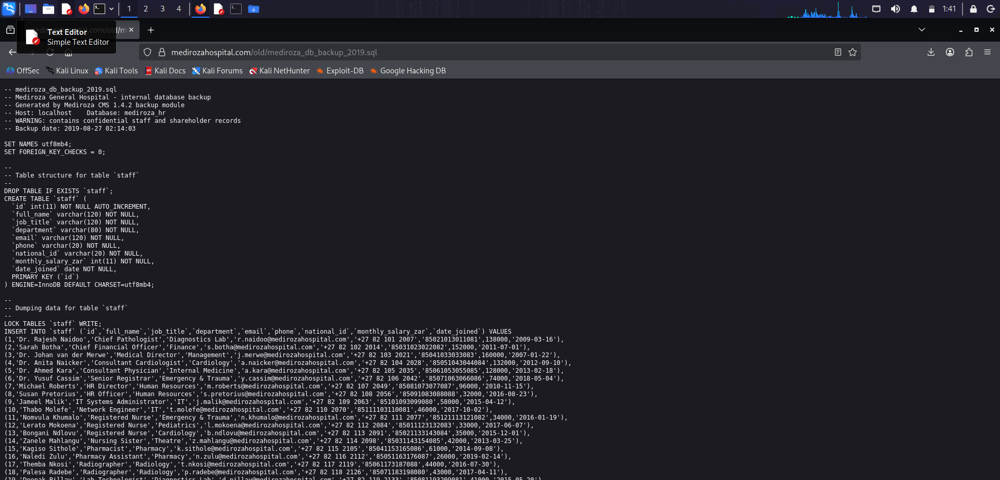 1 2 3 4 1:41
medirozahospital.com/old/m
Text Editor
Simple Text Editor
medirozahospital.com/old/mediroza_db_backup_2019.sql
OffSec Kali Linux Kali Tools Kali Docs Kali Forums Kali NetHunter Exploit-DB Google Hacking DB
-- mediroza_db_backup_2019.sql
-- Mediroza General Hospital - internal database backup
-- Generated by Mediroza CMS 1.4.2 backup module
-- Host: localhost    Database: mediroza_hr
-- WARNING: contains confidential staff and shareholder records
-- Backup date: 2019-08-27 02:14:03
SET NAMES utf8mb4;
SET FOREIGN_KEY_CHECKS = 0;
--
-- Table structure for table `staff`
--
DROP TABLE IF EXISTS `staff`;
CREATE TABLE `staff` (
  `id` int(11) NOT NULL AUTO_INCREMENT,
  `full_name` varchar(120) NOT NULL,
  `job_title` varchar(120) NOT NULL,
  `department` varchar(80) NOT NULL,
  `email` varchar(120) NOT NULL,
  `phone` varchar(20) NOT NULL,
  `national_id` varchar(20) NOT NULL,
  `monthly_salary_zar` int(11) NOT NULL,
  `date_joined` date NOT NULL,
  PRIMARY KEY (`id`)
) ENGINE=InnoDB DEFAULT CHARSET=utf8mb4;
--
-- Dumping data for table `staff`
--
LOCK TABLES `staff` WRITE;
INSERT INTO `staff` (`id`,`full_name`,`job_title`,`department`,`email`,`phone`,`national_id`,`monthly_salary_zar`,`date_joined`) VALUES
(1,'Dr. Rajesh Naidoo','Chief Pathologist','Diagnostics Lab','r.naidoo@medirozahospital.com','+27 82 101 2007','85021013011081',138000,'2009-03-16'),
(2,'Sarah Botha','Chief Financial Officer','Finance','s.botha@medirozahospital.com','+27 82 102 2014','85031023022082',152000,'2011-07-01'),
(3,'Dr. Johan van der Merwe','Medical Director','Management','j.merwe@medirozahospital.com','+27 82 103 2021','85041033033083',160000,'2007-01-22'),
(4,'Dr. Anita Naicker','Consultant Cardiologist','Cardiology','a.naicker@medirozahospital.com','+27 82 104 2028','85051043044084',132000,'2012-09-10'),
(5,'Dr. Ahmed Kara','Consultant Physician','Internal Medicine','a.kara@medirozahospital.com','+27 82 105 2035','85061053055085',128000,'2013-02-18'),
(6,'Dr. Yusuf Cassim','Senior Registrar','Emergency & Trauma','y.cassim@medirozahospital.com','+27 82 106 2042','85071063066086',74000,'2018-05-04'),
(7,'Michael Roberts','HR Director','Human Resources','m.roberts@medirozahospital.com','+27 82 107 2049','85081073077087',96000,'2010-11-15'),
(8,'Susan Pretorius','HR Officer','Human Resources','s.pretorius@medirozahospital.com','+27 82 108 2056','85091083088088',32000,'2016-08-23'),
(9,'Jameel Malik','IT Systems Administrator','IT','j.malik@medirozahospital.com','+27 82 109 2063','85101093099080',58000,'2015-04-12'),
(10,'Thabo Molefe','Network Engineer','IT','t.molefe@medirozahospital.com','+27 82 110 2070','85111103110081',46000,'2017-10-02'),
(11,'Nomvula Khumalo','Registered Nurse','Emergency & Trauma','n.khumalo@medirozahospital.com','+27 82 111 2077','85121113121082',34000,'2016-01-19'),
(12,'Lerato Mokoena','Registered Nurse','Pediatrics','l.mokoena@medirozahospital.com','+27 82 112 2084','85011123132083',33000,'2017-06-07'),
(13,'Bongani Ndlovu','Registered Nurse','Cardiology','b.ndlovu@medirozahospital.com','+27 82 113 2091','85021133143084',35000,'2015-12-01'),
(14,'Zanele Mahlangu','Nursing Sister','Theatre','z.mahlangu@medirozahospital.com','+27 82 114 2098','85031143154085',42000,'2013-03-25'),
(15,'Kagiso Sithole','Pharmacist','Pharmacy','k.sithole@medirozahospital.com','+27 82 115 2105','85041153165086',61000,'2014-09-08'),
(16,'Naledi Zulu','Pharmacy Assistant','Pharmacy','n.zulu@medirozahospital.com','+27 82 116 2112','85051163176087',26000,'2019-02-14'),
(17,'Themba Nkosi','Radiographer','Radiology','t.nkosi@medirozahospital.com','+27 82 117 2119','85061173187088',44000,'2016-07-30'),
(18,'Palesa Radebe','Radiographer','Radiology','p.radebe@medirozahospital.com','+27 82 118 2126','85071183198080',43000,'2017-04-11'),
(19,'Deepak Pillay','Lab Technologist','Diagnostics Lab','d.pillay@medirozahospital.com','+27 82 119 2133','85081193209081',41000,'2015-05-20'),